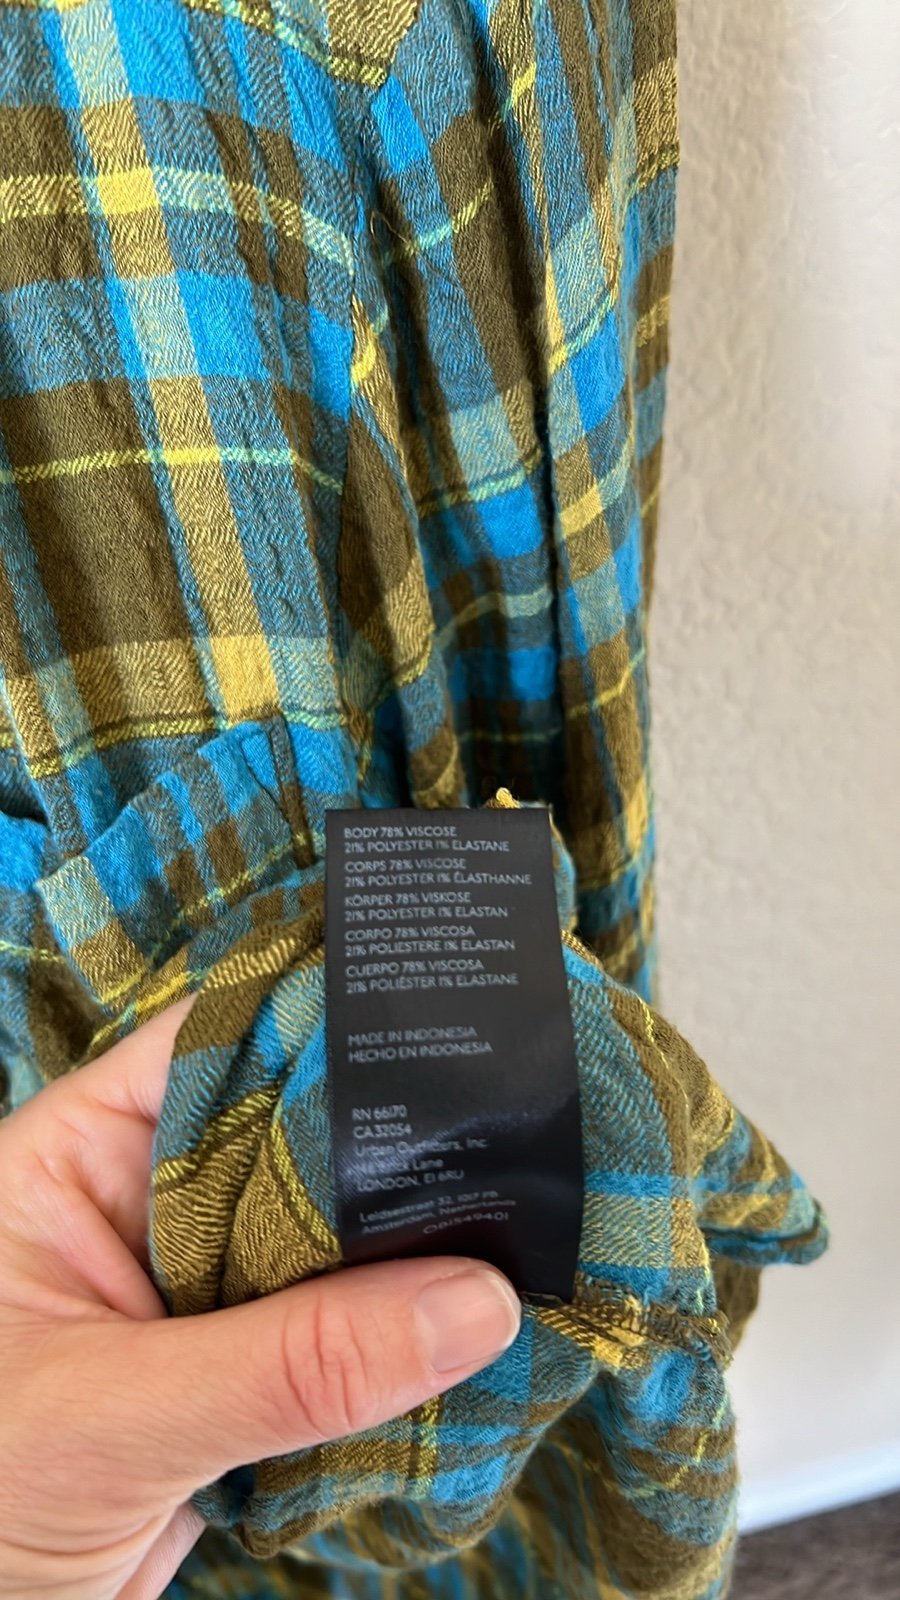 BODY 78% VISCOSE
21% POLYESTER 1% ELASTANE
CORPS 78% VISCOSE
21% POLYESTER 1% ÉLASTHANNE
KÖRPER 78% VISKOSE
21% POLYESTER 1% ELASTAN
CORPO 78% VISCOSA
21% POLIESTERE 1% ELASTAN
CUERPO 78% VISCOSA
21% POLIÉSTER 1% ELASTANE
MADE IN INDONESIA
HECHO EN INDONESIA
RN 66170
CA 32054
Urban Outfitters, Inc
Lane
LONDON, E1 6RU
Leidsestraat 32, 1017 PB
Amsterdam, Netherlands